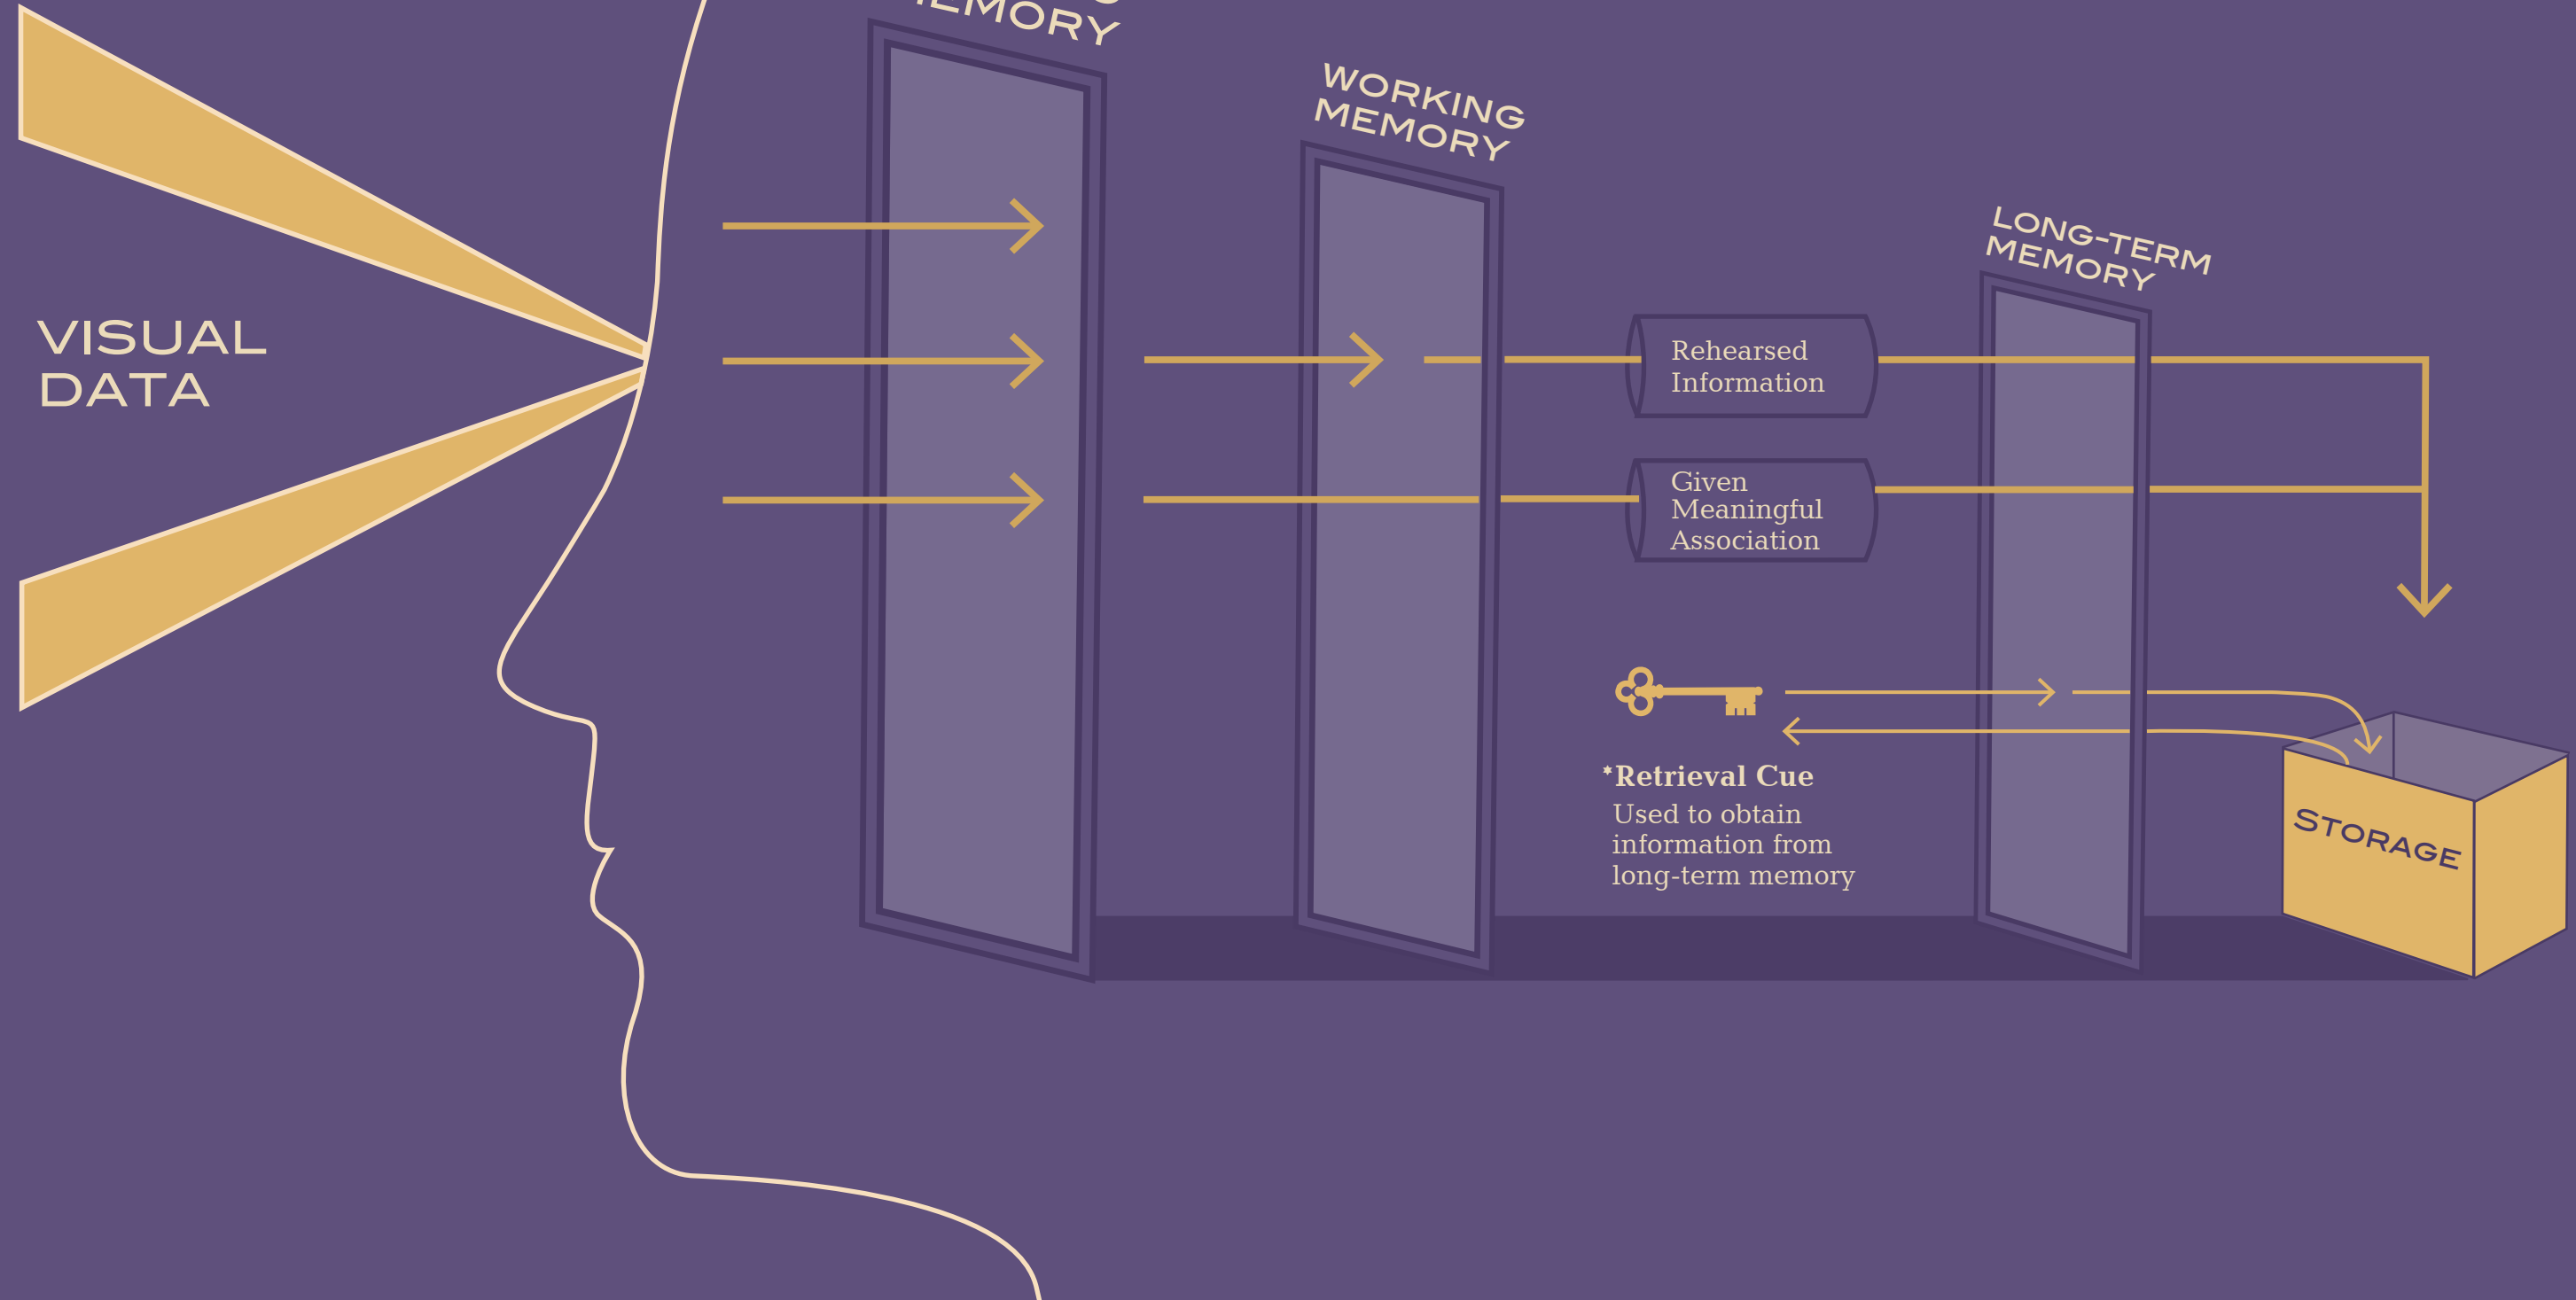 MEMORY
WORKING
MEMORY
LONG-TERM
MEMORY
VISUAL
DATA
Rehearsed
Information
Given
Meaningful
Association
*Retrieval Cue
Used to obtain
information from
long-term memory
STORAGE